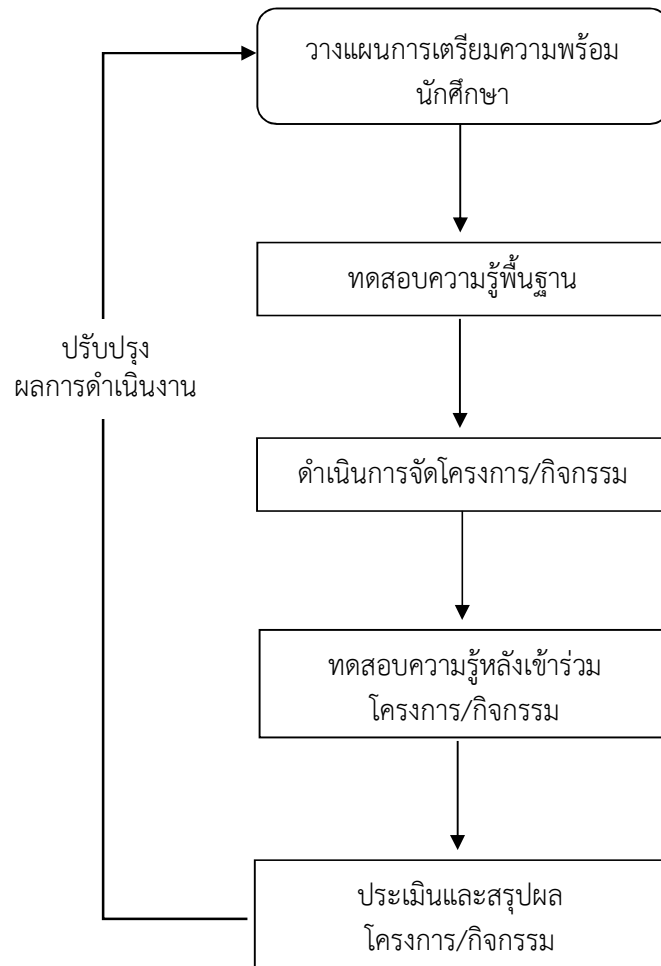 วางแผนการเตรียมความพร้อม
นักศึกษา
ทดสอบความรู้พื้นฐาน
ปรับปรุง
ผลการดำเนินงาน
ดำเนินการจัดโครงการ/กิจกรรม
ทดสอบความรู้หลังเข้าร่วม
โครงการ/กิจกรรม
ประเมินและสรุปผล
โครงการ/กิจกรรม